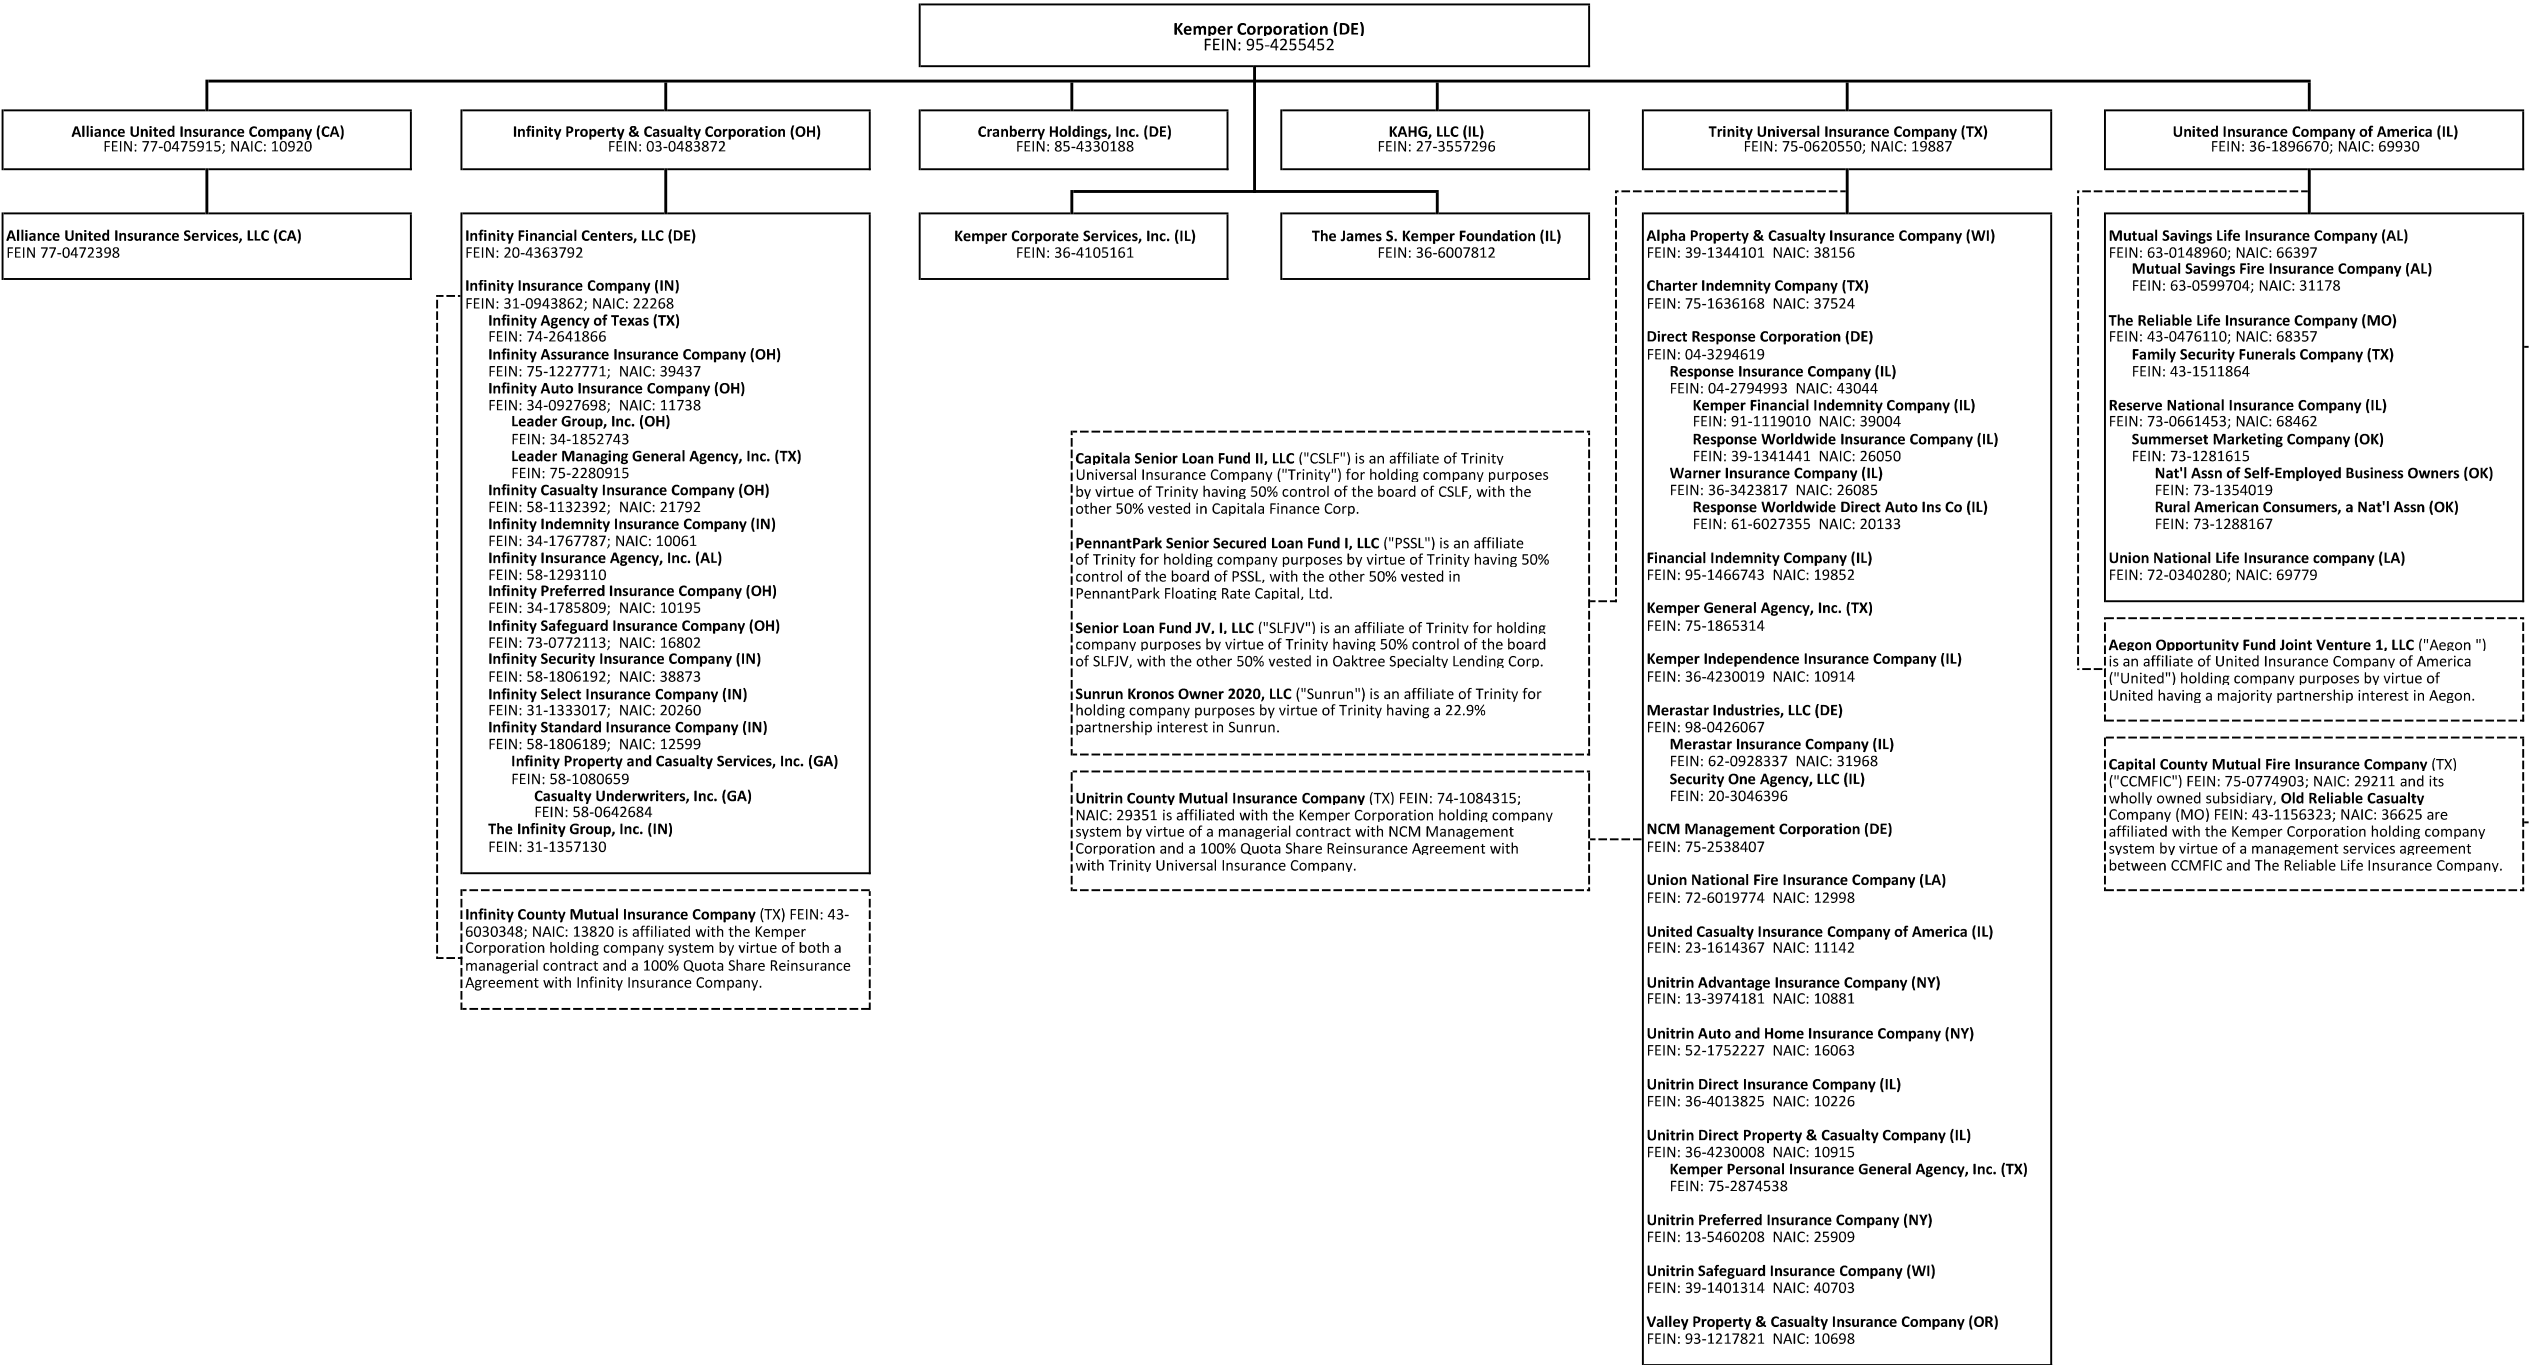 Kemper Corporation (DE)
FEIN: 95-4255452
Alliance United Insurance Company (CA)
FEIN: 77-0475915; NAIC: 10920
Infinity Property & Casualty Corporation (OH)
FEIN: 03-0483872
Cranberry Holdings, Inc. (DE)
FEIN: 85-4330188
KAHG, LLC (IL)
FEIN: 27-3557296
Trinity Universal Insurance Company (TX)
FEIN: 75-0620550; NAIC: 19887
United Insurance Company of America (IL)
FEIN: 36-1896670; NAIC: 69930
Alliance United Insurance Services, LLC (CA)
FEIN 77-0472398
Infinity Financial Centers, LLC (DE)
FEIN: 20-4363792
Infinity Insurance Company (IN)
FEIN: 31-0943862; NAIC: 22268
Infinity Agency of Texas (TX)
FEIN: 74-2641866
Infinity Assurance Insurance Company (OH)
FEIN: 75-1227771; NAIC: 39437
Infinity Auto Insurance Company (OH)
FEIN: 34-0927698; NAIC: 11738
Leader Group, Inc. (OH)
FEIN: 34-1852743
Leader Managing General Agency, Inc. (TX)
FEIN: 75-2280915
Infinity Casualty Insurance Company (OH)
FEIN: 58-1132392; NAIC: 21792
Infinity Indemnity Insurance Company (IN)
FEIN: 34-1767787; NAIC: 10061
Infinity Insurance Agency, Inc. (AL)
FEIN: 58-1293110
Infinity Preferred Insurance Company (OH)
FEIN: 34-1785809; NAIC: 10195
Infinity Safeguard Insurance Company (OH)
FEIN: 73-0772113; NAIC: 16802
Infinity Security Insurance Company (IN)
FEIN: 58-1806192; NAIC: 38873
Infinity Select Insurance Company (IN)
FEIN: 31-1333017; NAIC: 20260
Infinity Standard Insurance Company (IN)
FEIN: 58-1806189; NAIC: 12599
Infinity Property and Casualty Services, Inc. (GA)
FEIN: 58-1080659
Casualty Underwriters, Inc. (GA)
FEIN: 58-0642684
The Infinity Group, Inc. (IN)
FEIN: 31-1357130
Infinity County Mutual Insurance Company (TX) FEIN: 43-
6030348; NAIC: 13820 is affiliated with the Kemper
Corporation holding company system by virtue of both a
managerial contract and a 100% Quota Share Reinsurance
Agreement with Infinity Insurance Company.
Kemper Corporate Services, Inc. (IL)
FEIN: 36-4105161
The James S. Kemper Foundation (IL)
FEIN: 36-6007812
Capitala Senior Loan Fund II, LLC ("CSLF") is an affiliate of Trinity
Universal Insurance Company ("Trinity") for holding company purposes
by virtue of Trinity having 50% control of the board of CSLF, with the
other 50% vested in Capitala Finance Corp.
PennantPark Senior Secured Loan Fund I, LLC ("PSSL") is an affiliate
of Trinity for holding company purposes by virtue of Trinity having 50%
control of the board of PSSL, with the other 50% vested in
PennantPark Floating Rate Capital, Ltd.
Senior Loan Fund JV, I, LLC ("SLFJV") is an affiliate of Trinity for holding
company purposes by virtue of Trinity having 50% control of the board
of SLFJV, with the other 50% vested in Oaktree Specialty Lending Corp.
Sunrun Kronos Owner 2020, LLC ("Sunrun") is an affiliate of Trinity for
holding company purposes by virtue of Trinity having a 22.9%
partnership interest in Sunrun.
Unitrin County Mutual Insurance Company (TX) FEIN: 74-1084315;
NAIC: 29351 is affiliated with the Kemper Corporation holding company
system by virtue of a managerial contract with NCM Management
Corporation and a 100% Quota Share Reinsurance Agreement with
with Trinity Universal Insurance Company.
Alpha Property & Casualty Insurance Company (WI)
FEIN: 39-1344101 NAIC: 38156
Charter Indemnity Company (TX)
FEIN: 75-1636168 NAIC: 37524
Direct Response Corporation (DE)
FEIN: 04-3294619
Response Insurance Company (IL)
FEIN: 04-2794993 NAIC: 43044
Kemper Financial Indemnity Company (IL)
FEIN: 91-1119010 NAIC: 39004
Response Worldwide Insurance Company (IL)
FEIN: 39-1341441 NAIC: 26050
Warner Insurance Company (IL)
FEIN: 36-3423817 NAIC: 26085
Response Worldwide Direct Auto Ins Co (IL)
FEIN: 61-6027355 NAIC: 20133
Financial Indemnity Company (IL)
FEIN: 95-1466743 NAIC: 19852
Kemper General Agency, Inc. (TX)
FEIN: 75-1865314
Kemper Independence Insurance Company (IL)
FEIN: 36-4230019 NAIC: 10914
Merastar Industries, LLC (DE)
FEIN: 98-0426067
Merastar Insurance Company (IL)
FEIN: 62-0928337 NAIC: 31968
Security One Agency, LLC (IL)
FEIN: 20-3046396
NCM Management Corporation (DE)
FEIN: 75-2538407
Union National Fire Insurance Company (LA)
FEIN: 72-6019774 NAIC: 12998
United Casualty Insurance Company of America (IL)
FEIN: 23-1614367 NAIC: 11142
Unitrin Advantage Insurance Company (NY)
FEIN: 13-3974181 NAIC: 10881
Unitrin Auto and Home Insurance Company (NY)
FEIN: 52-1752227 NAIC: 16063
Unitrin Direct Insurance Company (IL)
FEIN: 36-4013825 NAIC: 10226
Unitrin Direct Property & Casualty Company (IL)
FEIN: 36-4230008 NAIC: 10915
Kemper Personal Insurance General Agency, Inc. (TX)
FEIN: 75-2874538
Unitrin Preferred Insurance Company (NY)
FEIN: 13-5460208 NAIC: 25909
Unitrin Safeguard Insurance Company (WI)
FEIN: 39-1401314 NAIC: 40703
Valley Property & Casualty Insurance Company (OR)
FEIN: 93-1217821 NAIC: 10698
Mutual Savings Life Insurance Company (AL)
FEIN: 63-0148960; NAIC: 66397
Mutual Savings Fire Insurance Company (AL)
FEIN: 63-0599704; NAIC: 31178
The Reliable Life Insurance Company (MO)
FEIN: 43-0476110; NAIC: 68357
Family Security Funerals Company (TX)
FEIN: 43-1511864
Reserve National Insurance Company (IL)
FEIN: 73-0661453; NAIC: 68462
Summerset Marketing Company (OK)
FEIN: 73-1281615
Nat'l Assn of Self-Employed Business Owners (OK)
FEIN: 73-1354019
Rural American Consumers, a Nat'l Assn (OK)
FEIN: 73-1288167
Union National Life Insurance company (LA)
FEIN: 72-0340280; NAIC: 69779
Aegon Opportunity Fund Joint Venture 1, LLC ("Aegon ")
is an affiliate of United Insurance Company of America
("United") holding company purposes by virtue of
United having a majority partnership interest in Aegon.
Capital County Mutual Fire Insurance Company (TX)
("CCMFIC") FEIN: 75-0774903; NAIC: 29211 and its
wholly owned subsidiary, Old Reliable Casualty
Company (MO) FEIN: 43-1156323; NAIC: 36625 are
affiliated with the Kemper Corporation holding company
system by virtue of a management services agreement
between CCMFIC and The Reliable Life Insurance Company.